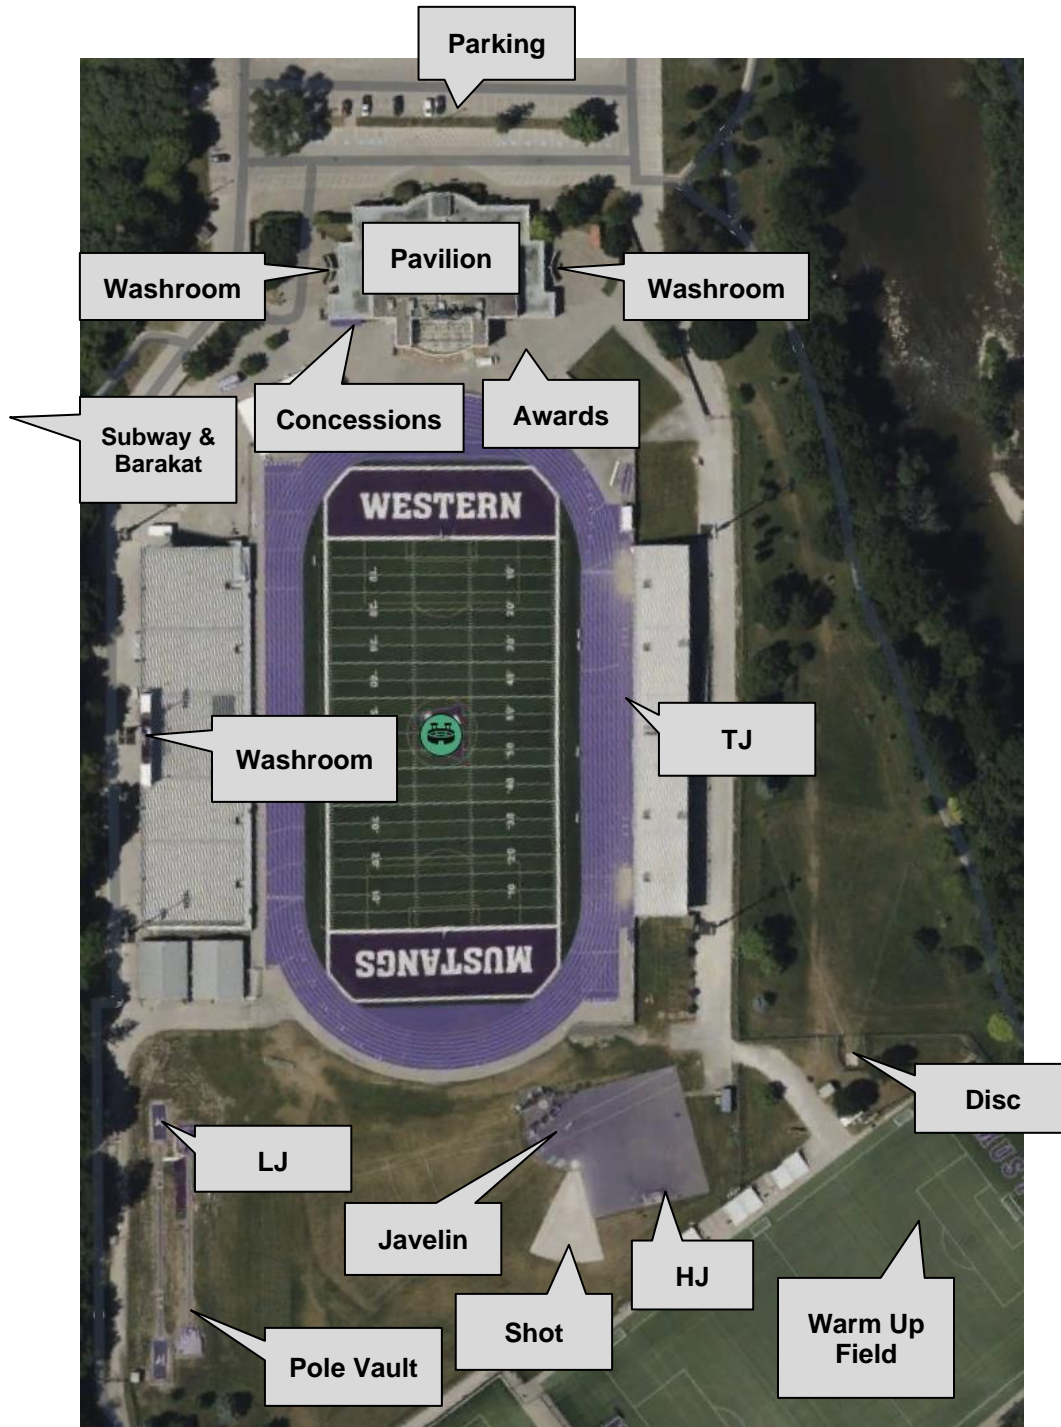 Parking
Pavilion
Washroom
Washroom
Concessions
Awards
Subway &
Barakat
WESTERN
TJ
Washroom
MUSTANGS
Disc
LJ
Javelin
HJ
Shot
Warm Up
Field
Pole Vault